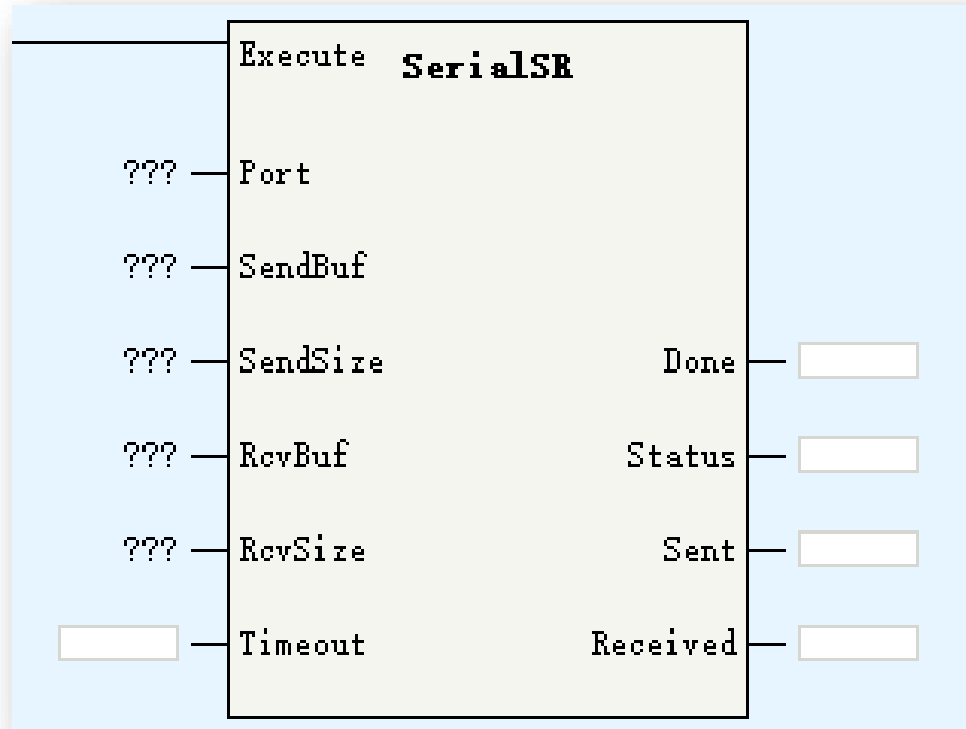 Execute SerialSR
??? Port
??? SendBuf
??? SendSize Done
??? RcvBuf Status
??? RcvSize Sent
Timeout Received